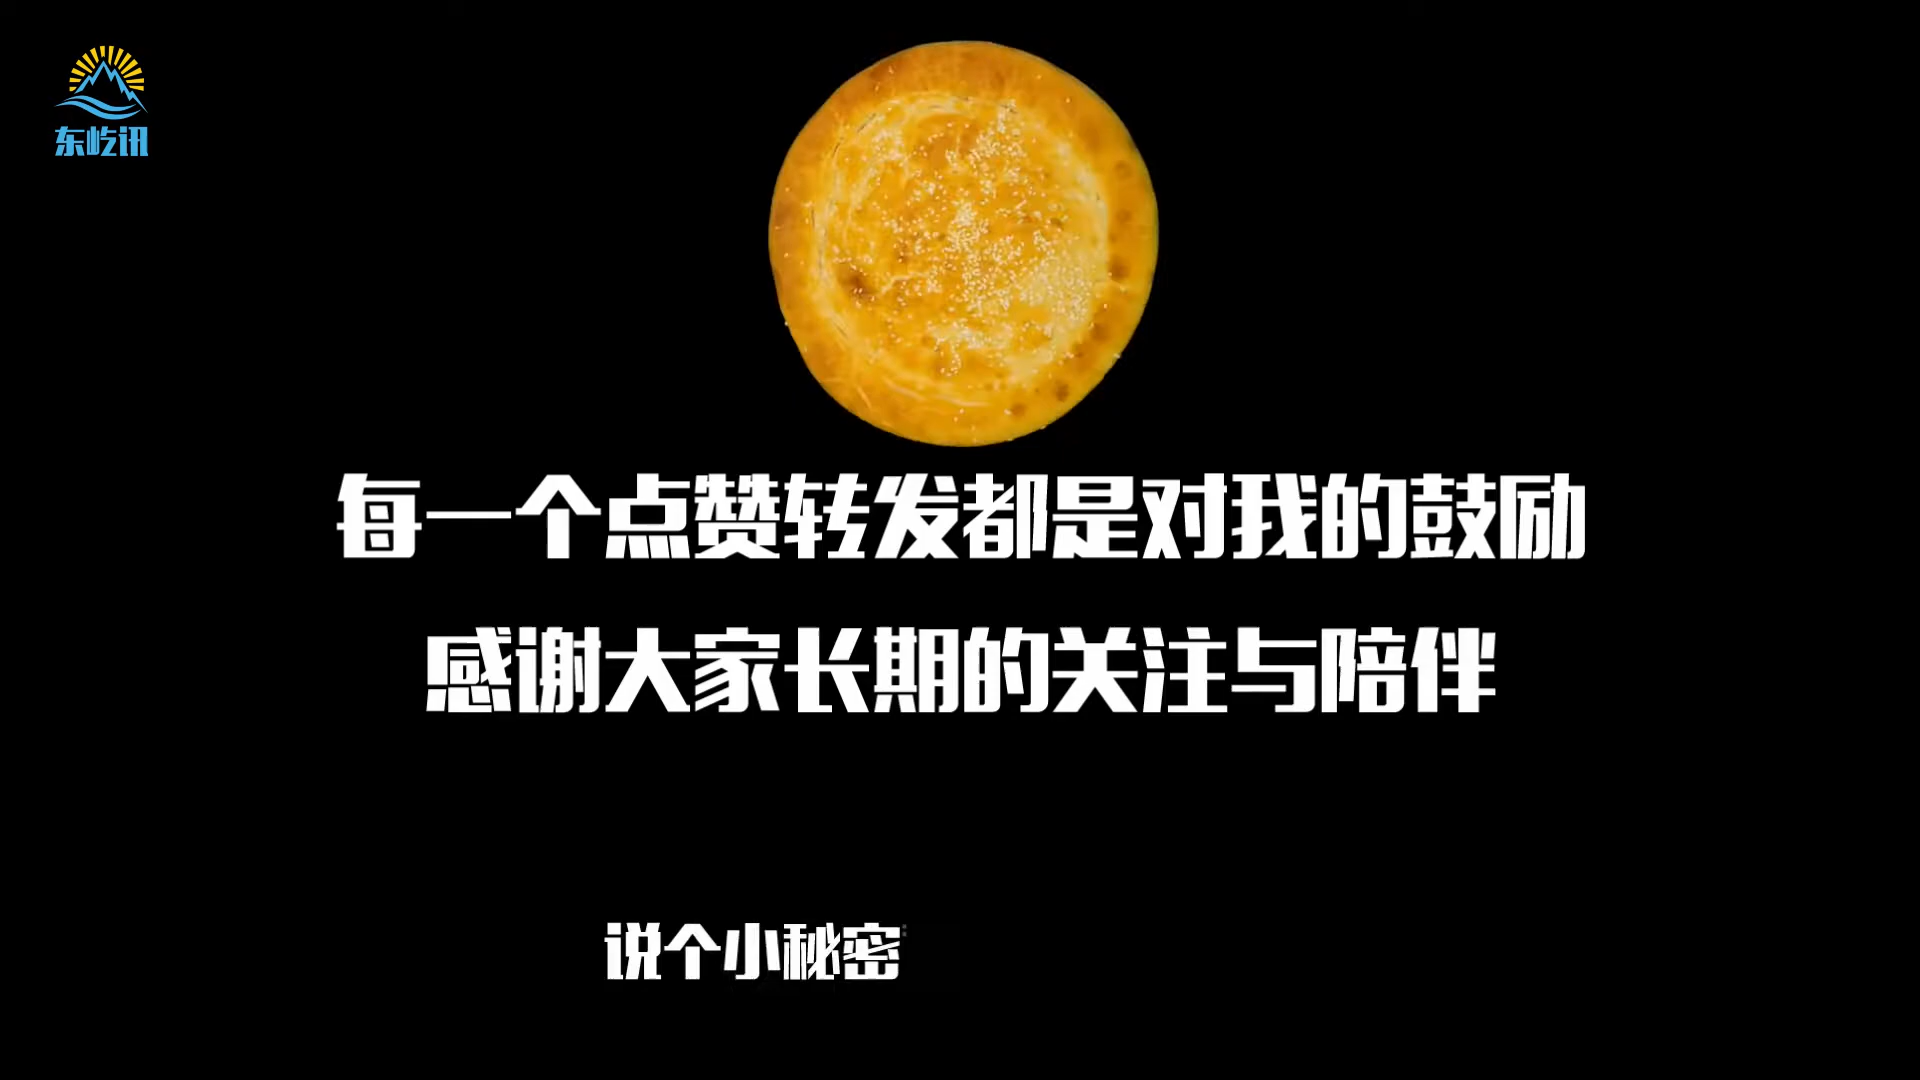 东屹讯
每一个点赞转发都是对我的鼓励
感谢大家长期的关注与陪伴
说个小秘密